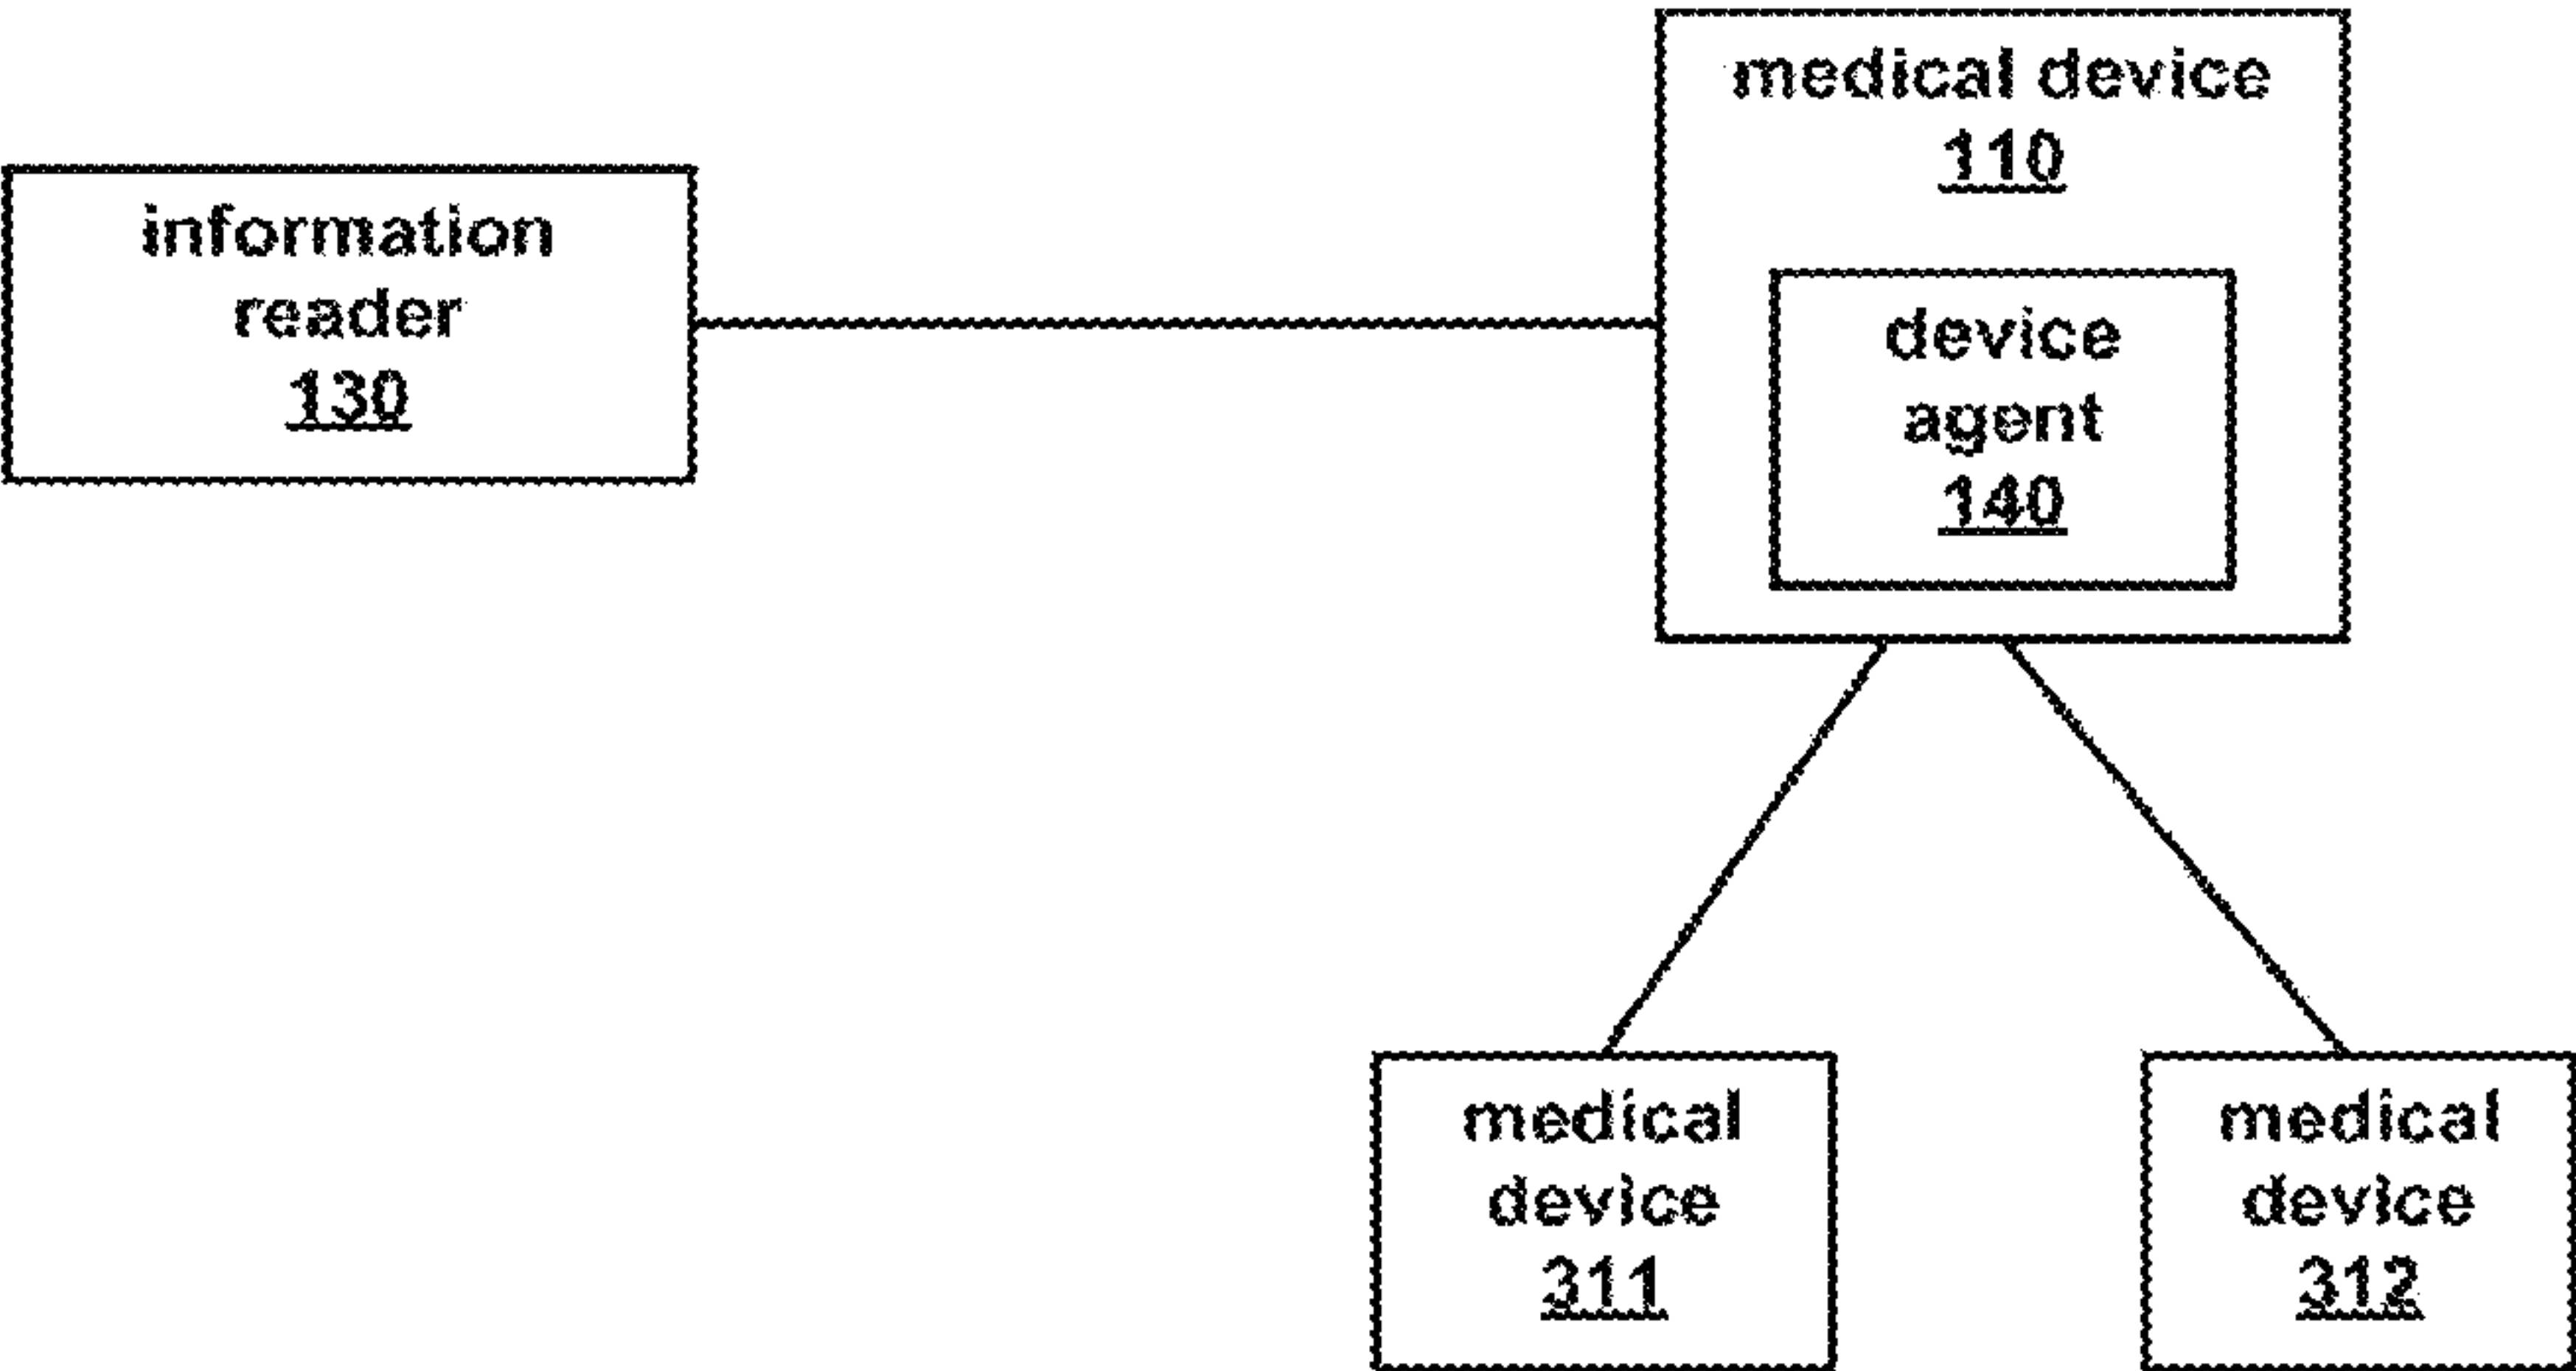 medical device
110
information
reader
130
device
agent
140
medical
device
311
medical
device
312